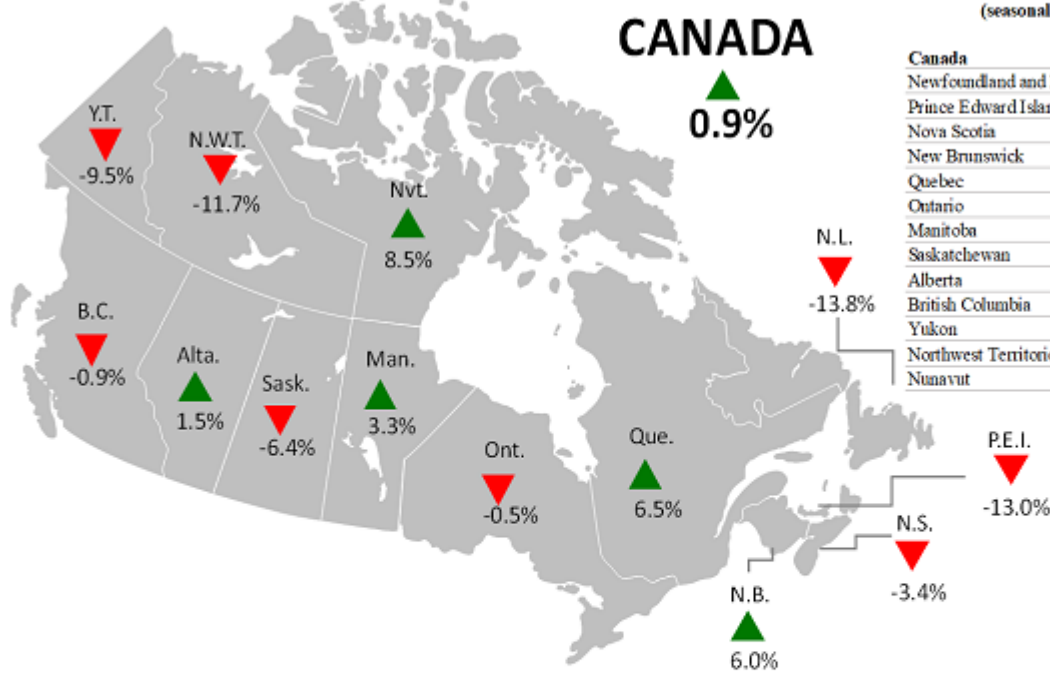 CANADA
0.9%
(seasonal
Canada
Newfoundland and
Prince Edward Islan
Nova Scotia
New Brunswick
Quebec
Ontario
Manitoba
Saskatchewan
Alberta
British Columbia
Yukon
Northwest Territorie
Nunavut
Y.T.
-9.5%
N.W.T.
-11.7%
Nvt.
8.5%
N.L.
-13.8%
B.C.
-0.9%
Alta.
1.5%
Sask.
-6.4%
Man.
3.3%
Ont.
-0.5%
Que.
6.5%
P.E.I.
-13.0%
N.S.
-3.4%
N.B.
6.0%